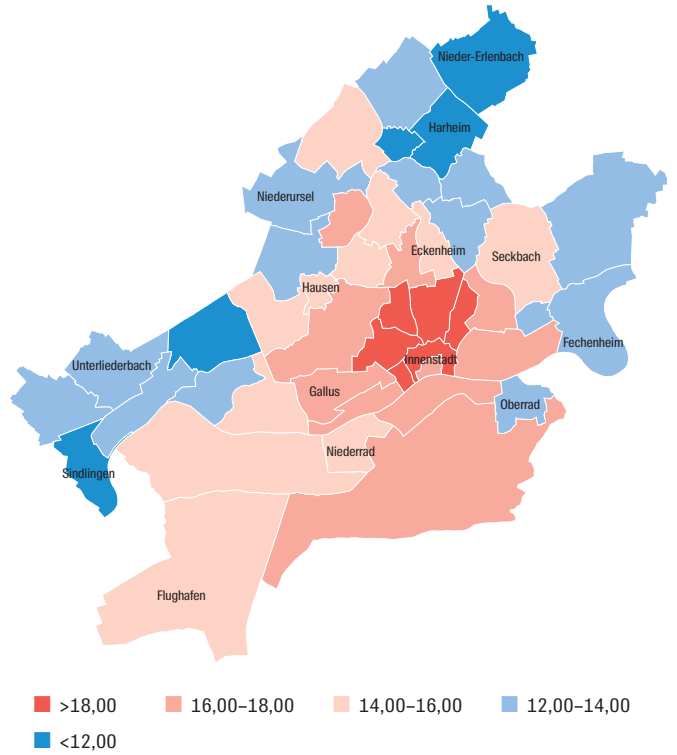 Nieder-Erlenbach
Harheim
Niederursel
Eckenheim
Seckbach
Hausen
Fechenheim
Innenstadt
Unterliederbach
Gallus
Oberrad
Niederrad
Sindlingen
Flughafen
>18,00 16,00–18,00 14,00–16,00 12,00–14,00
<12,00